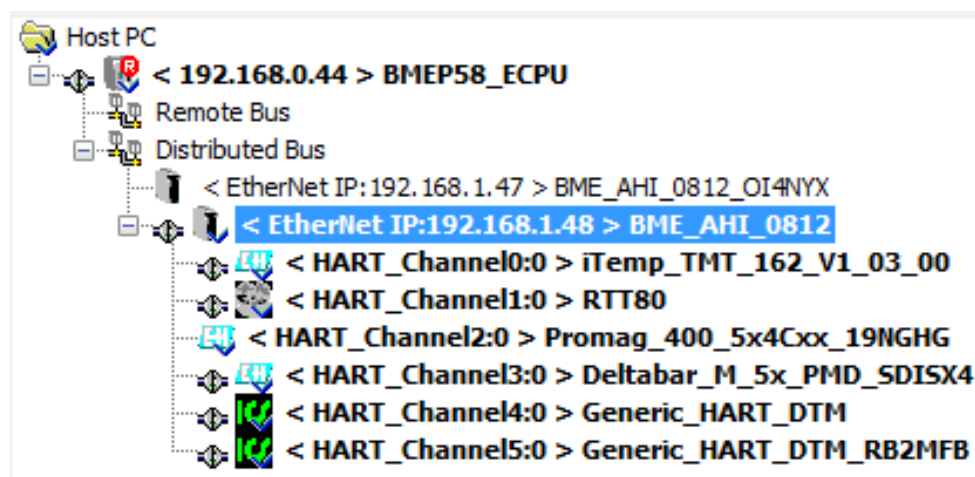 Host PC
< 192.168.0.44 > BMEP58_ECPU
Remote Bus
Distributed Bus
< EtherNet IP:192.168.1.47 > BME_AHI_0812_OI4NYX
< EtherNet IP:192.168.1.48 > BME_AHI_0812
< HART_Channel0:0 > iTemp_TMT_162_V1_03_00
< HART_Channel1:0 > RTT80
< HART_Channel2:0 > Promag_400_5x4Cxx_19NGHG
< HART_Channel3:0 > Deltabar_M_5x_PMD_SDISX4
< HART_Channel4:0 > Generic_HART_DTM
< HART_Channel5:0 > Generic_HART_DTM_RB2MFB